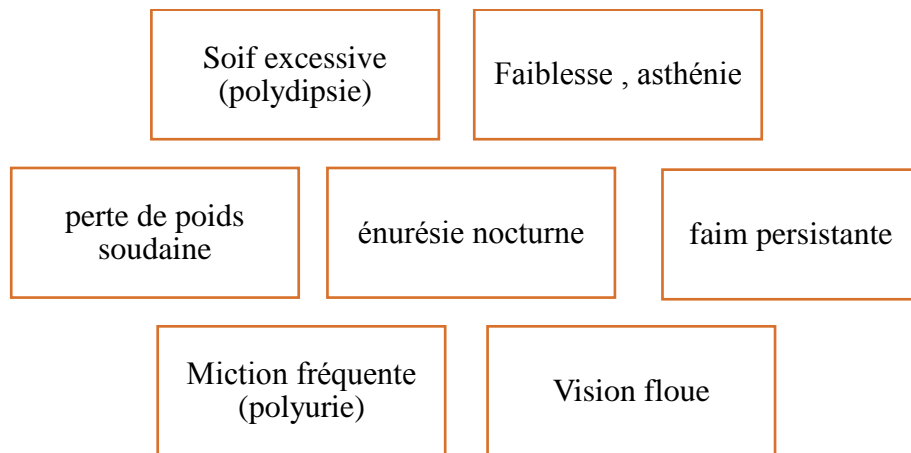 Soif excessive
(polydipsie)
Faiblesse , asthénie
perte de poids
soudaine
énurésie nocturne
faim persistante
Miction fréquente
(polyurie)
Vision floue